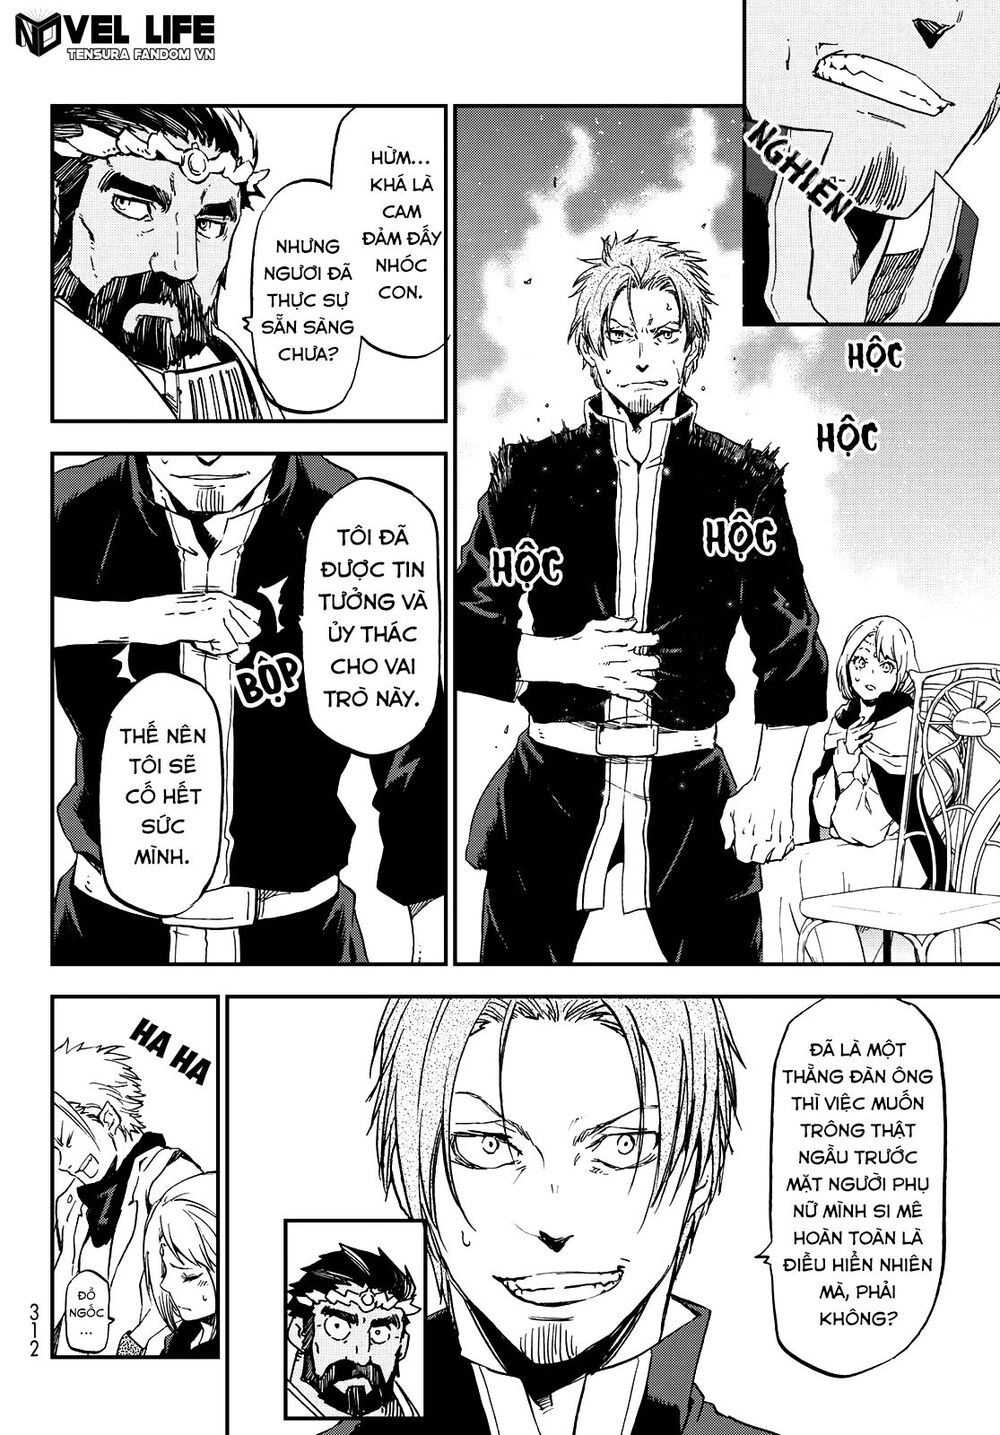 NOVEL LIFE
TENSURA FANDOM VN
NGHIẾN
HỘC
HỘC
HỘC
HỘC
HỪM...
KHÁ LÀ
CAM
ĐẢM ĐẤY
NHÓC
CON.
NHƯNG
NGƯƠI ĐÃ
THỰC SỰ
SẴN SÀNG
CHƯA?
TÔI ĐÃ
ĐƯỢC TIN
TƯỞNG VÀ
ỦY THÁC
CHO VAI
TRÒ NÀY.
BỘP
THẾ NÊN
TÔI SẼ
CỐ HẾT
SỨC
MÌNH.
ĐÃ LÀ MỘT
THẰNG ĐÀN ÔNG
THÌ VIỆC MUỐN
TRÔNG THẬT
NGẦU TRƯỚC
MẶT NGƯỜI PHỤ
NỮ MÌNH SI MÊ
HOÀN TOÀN LÀ
ĐIỀU HIỂN NHIÊN
MÀ, PHẢI
KHÔNG?
HA HA
ĐỒ
NGỐC
...
312